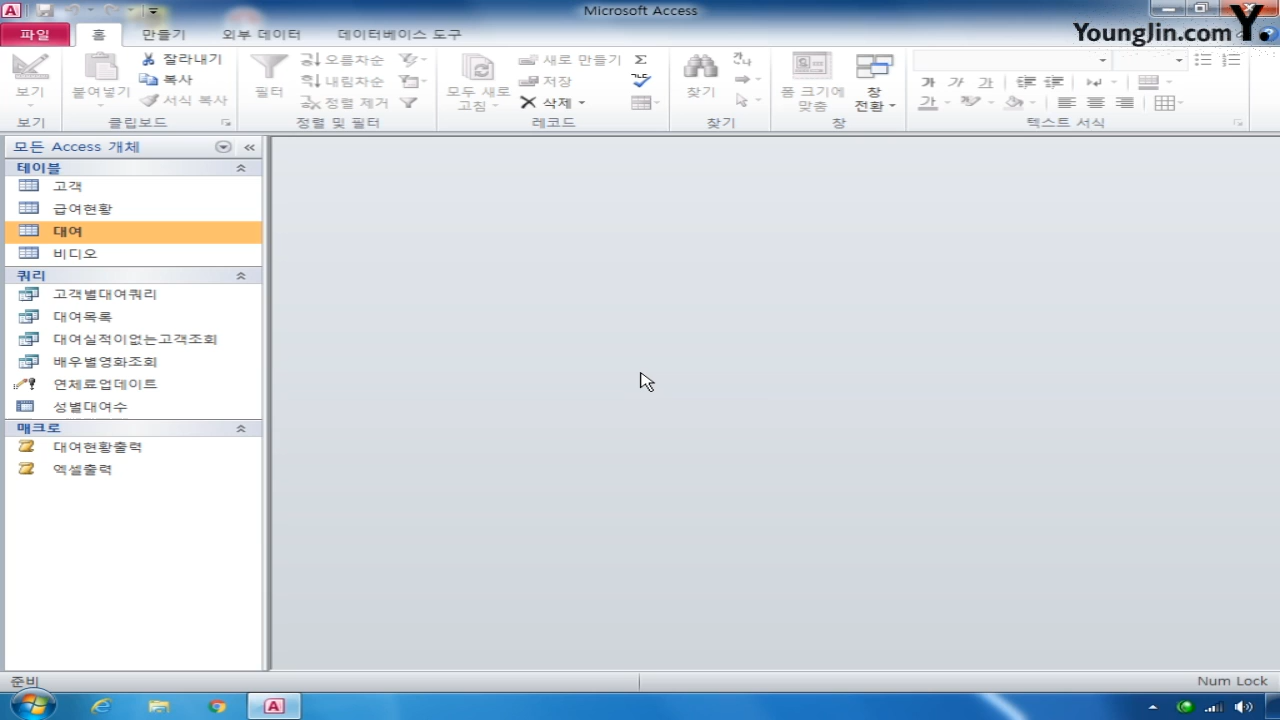 Microsoft Access
YoungJin.com Y.
파일 홈 만들기 외부 데이터 데이터베이스 도구
보기
보기
붙여넣기
잘라내기
복사
서식 복사
클립보드
필터
오름차순
내림차순
정렬 제거
정렬 및 필터
모두 새로 고침
새로 만들기
저장
삭제
레코드
찾기
찾기
폼 크기에 맞춤
창 전환
창
가 가 가
가
텍스트 서식
모든 Access 개체
테이블
고객
급여현황
대여
비디오
쿼리
고객별대여쿼리
대여목록
대여실적이없는고객조회
배우별영화조회
연체료업데이트
성별대여수
매크로
대여현황출력
엑셀출력
준비
Num Lock